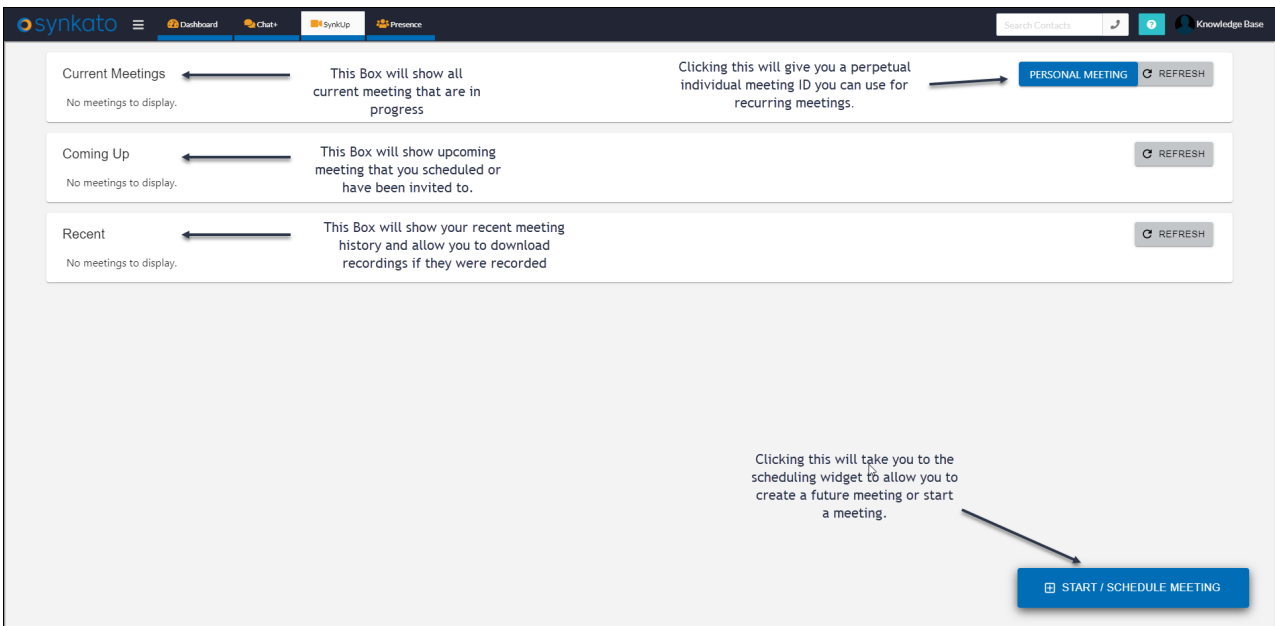 synkato Dashboard Chat+ SynkUp Presence Search Contacts ? Knowledge Base
Current Meetings
No meetings to display.
This Box will show all
current meeting that are in
progress
Clicking this will give you a perpetual
individual meeting ID you can use for
recurring meetings.
PERSONAL MEETING REFRESH
Coming Up
No meetings to display.
This Box will show upcoming
meeting that you scheduled or
have been invited to.
REFRESH
Recent
No meetings to display.
This Box will show your recent meeting
history and allow you to download
recordings if they were recorded
REFRESH
Clicking this will take you to the
scheduling widget to allow you to
create a future meeting or start
a meeting.
START / SCHEDULE MEETING